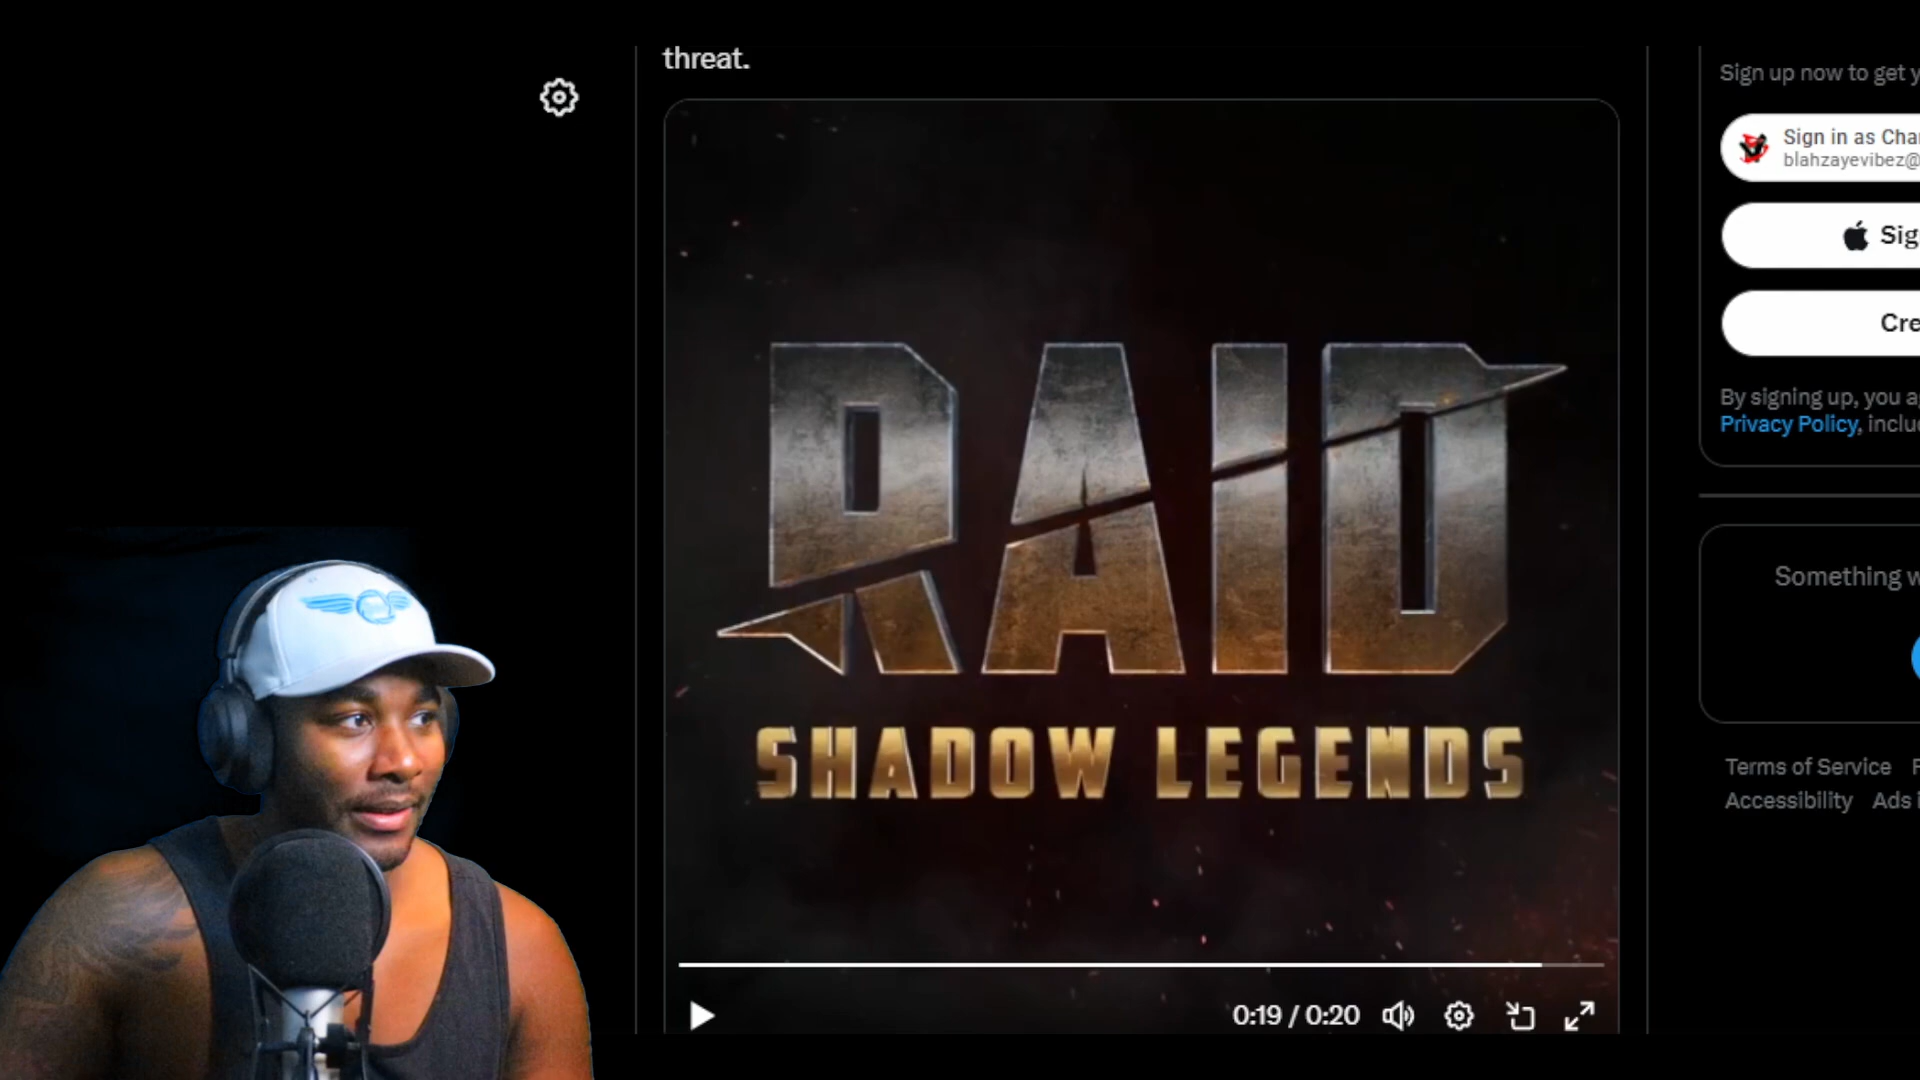 threat.
RAID
SHADOW LEGENDS
0:19 / 0:20
Sign up now to get y
Sign in as Cha
blahzayevibez@
Sig
Cre
By signing up, you a
Privacy Policy, inclu
Something w
Terms of Service
Accessibility Ads i